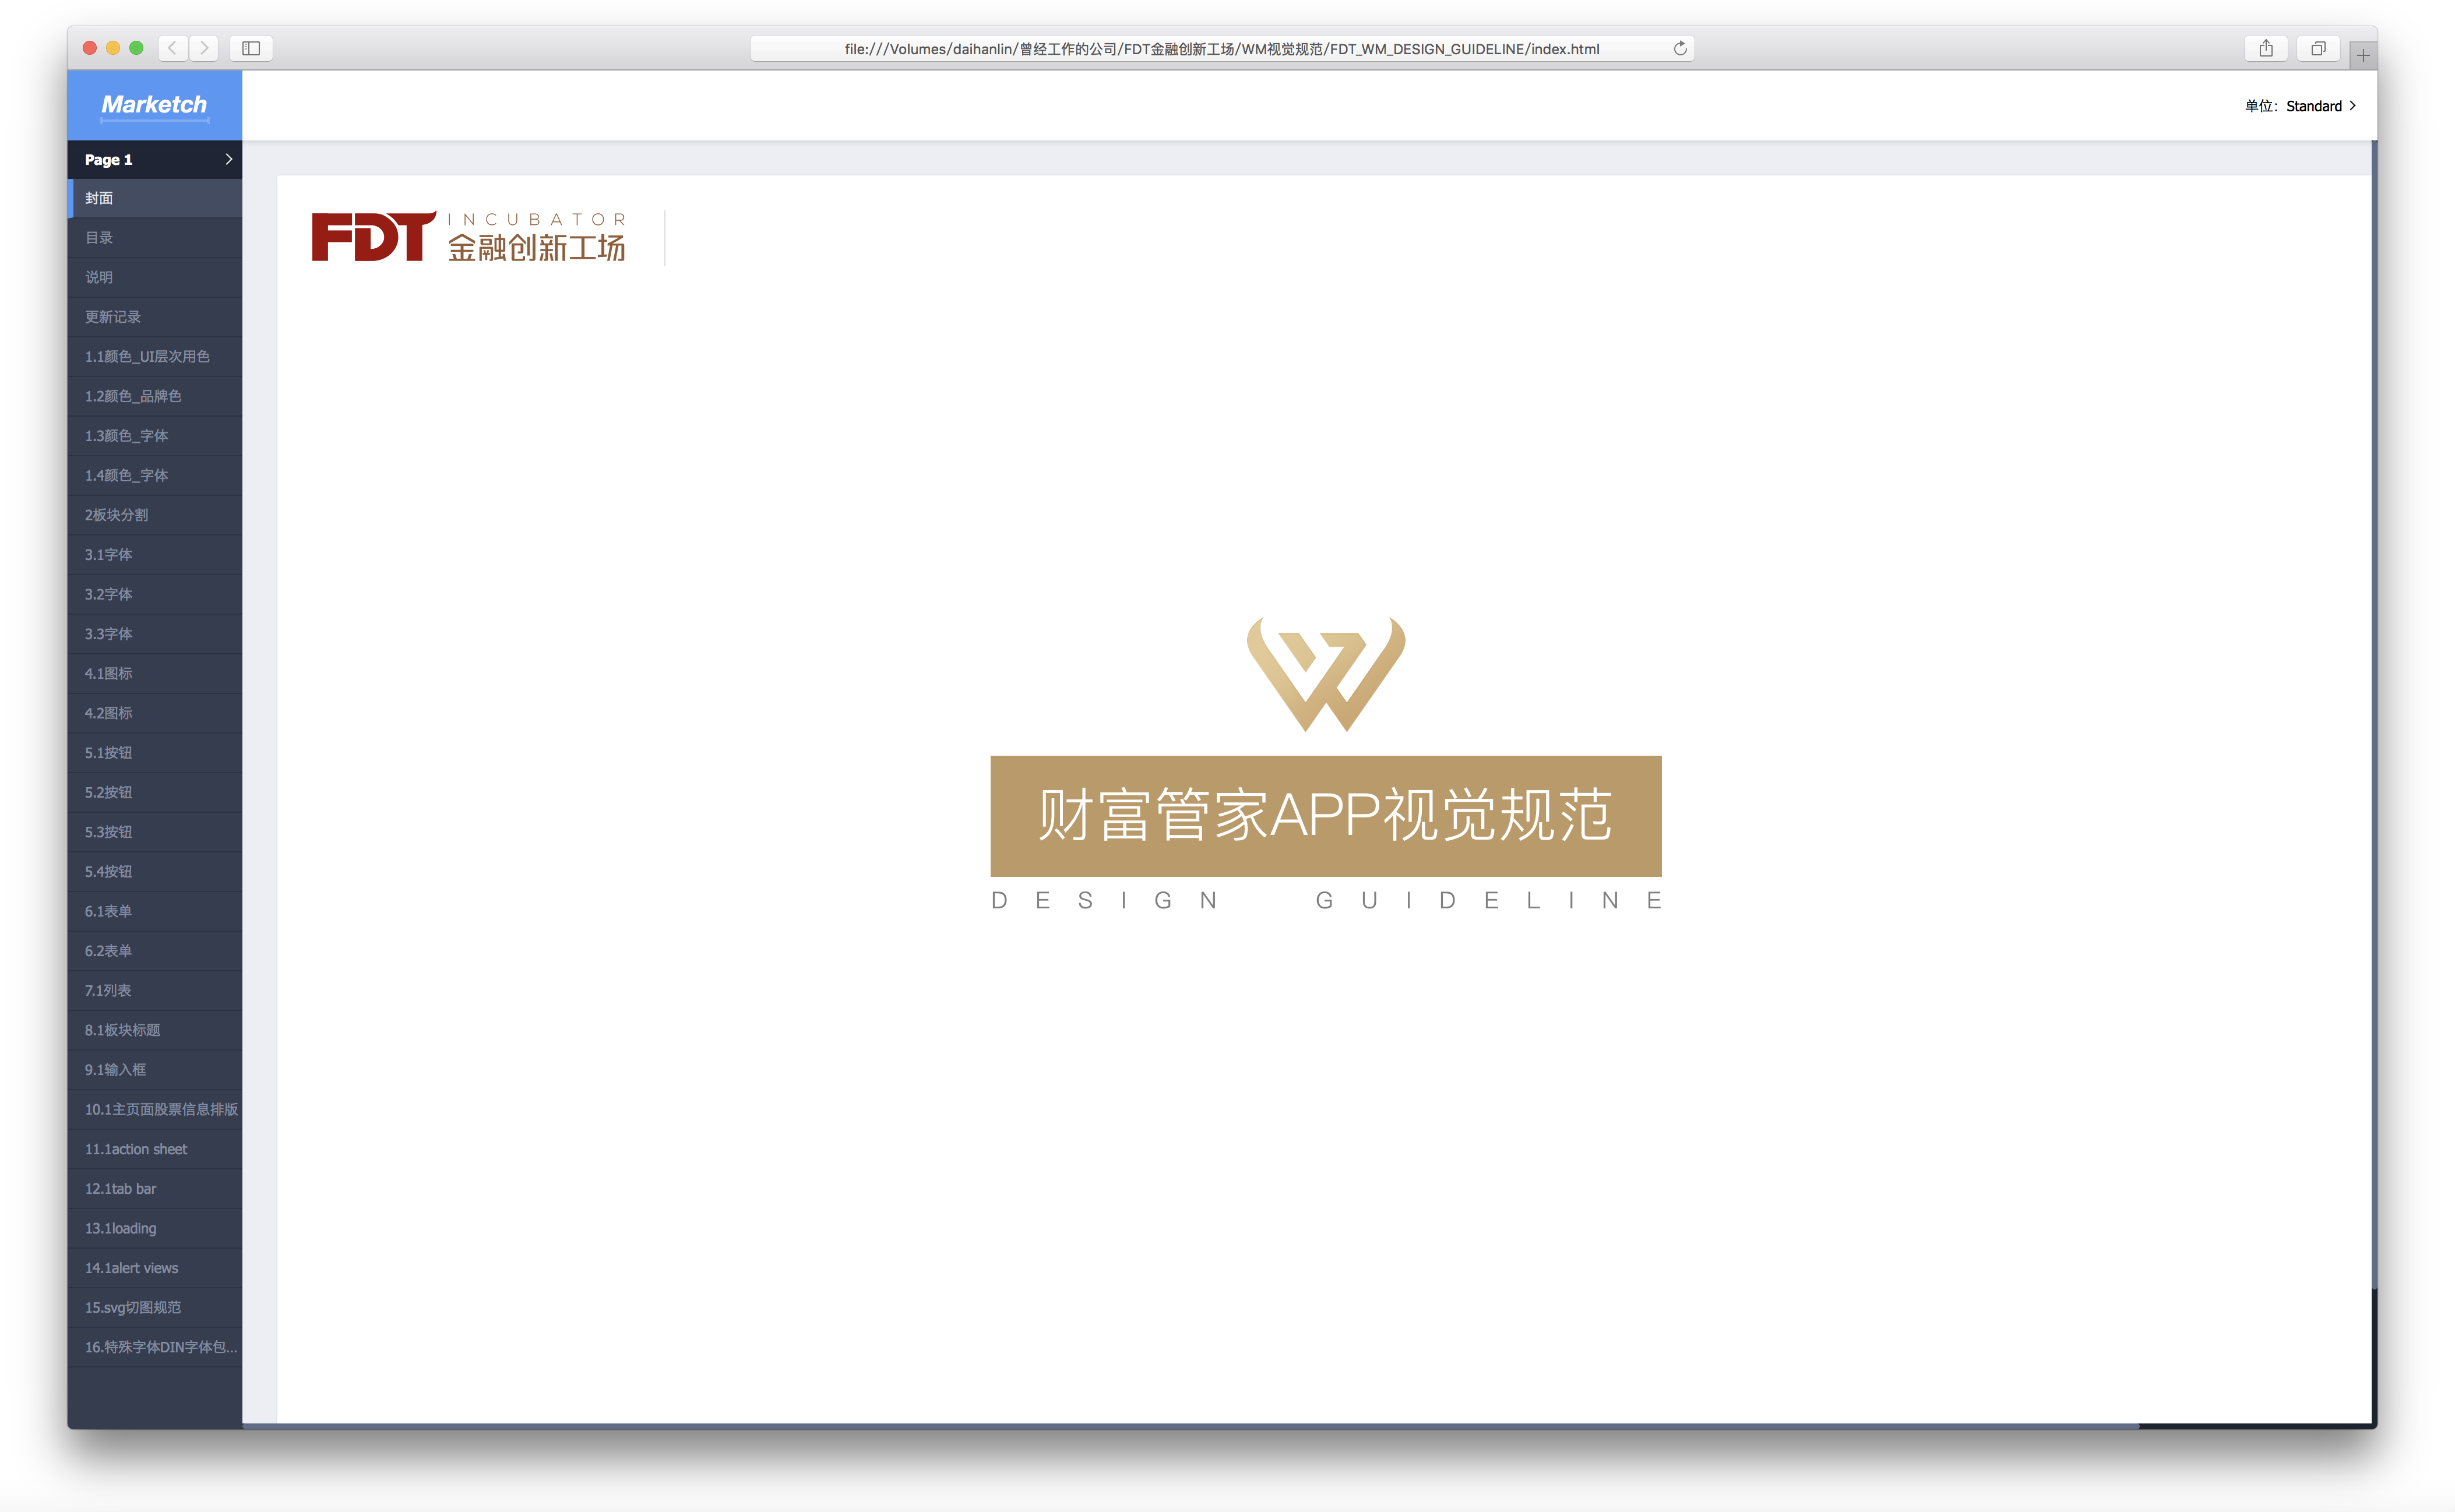 file:///Volumes/daihanlin/曾经工作的公司/FDT金融创新工场/WM视觉规范/FDT_WM_DESIGN_GUIDELINE/index.html
Marketch
单位: Standard
Page 1
封面
目录
说明
更新记录
1.1颜色_UI层次用色
1.2颜色_品牌色
1.3颜色_字体
1.4颜色_字体
2板块分割
3.1字体
3.2字体
3.3字体
4.1图标
4.2图标
5.1按钮
5.2按钮
5.3按钮
5.4按钮
6.1表单
6.2表单
7.1列表
8.1板块标题
9.1输入框
10.1主页面股票信息排版
11.1action sheet
12.1tab bar
13.1loading
14.1alert views
15.svg切图规范
16.特殊字体DIN字体包...
FDT
INCUBATOR
金融创新工场
财富管家APP视觉规范
DESIGN GUIDELINE